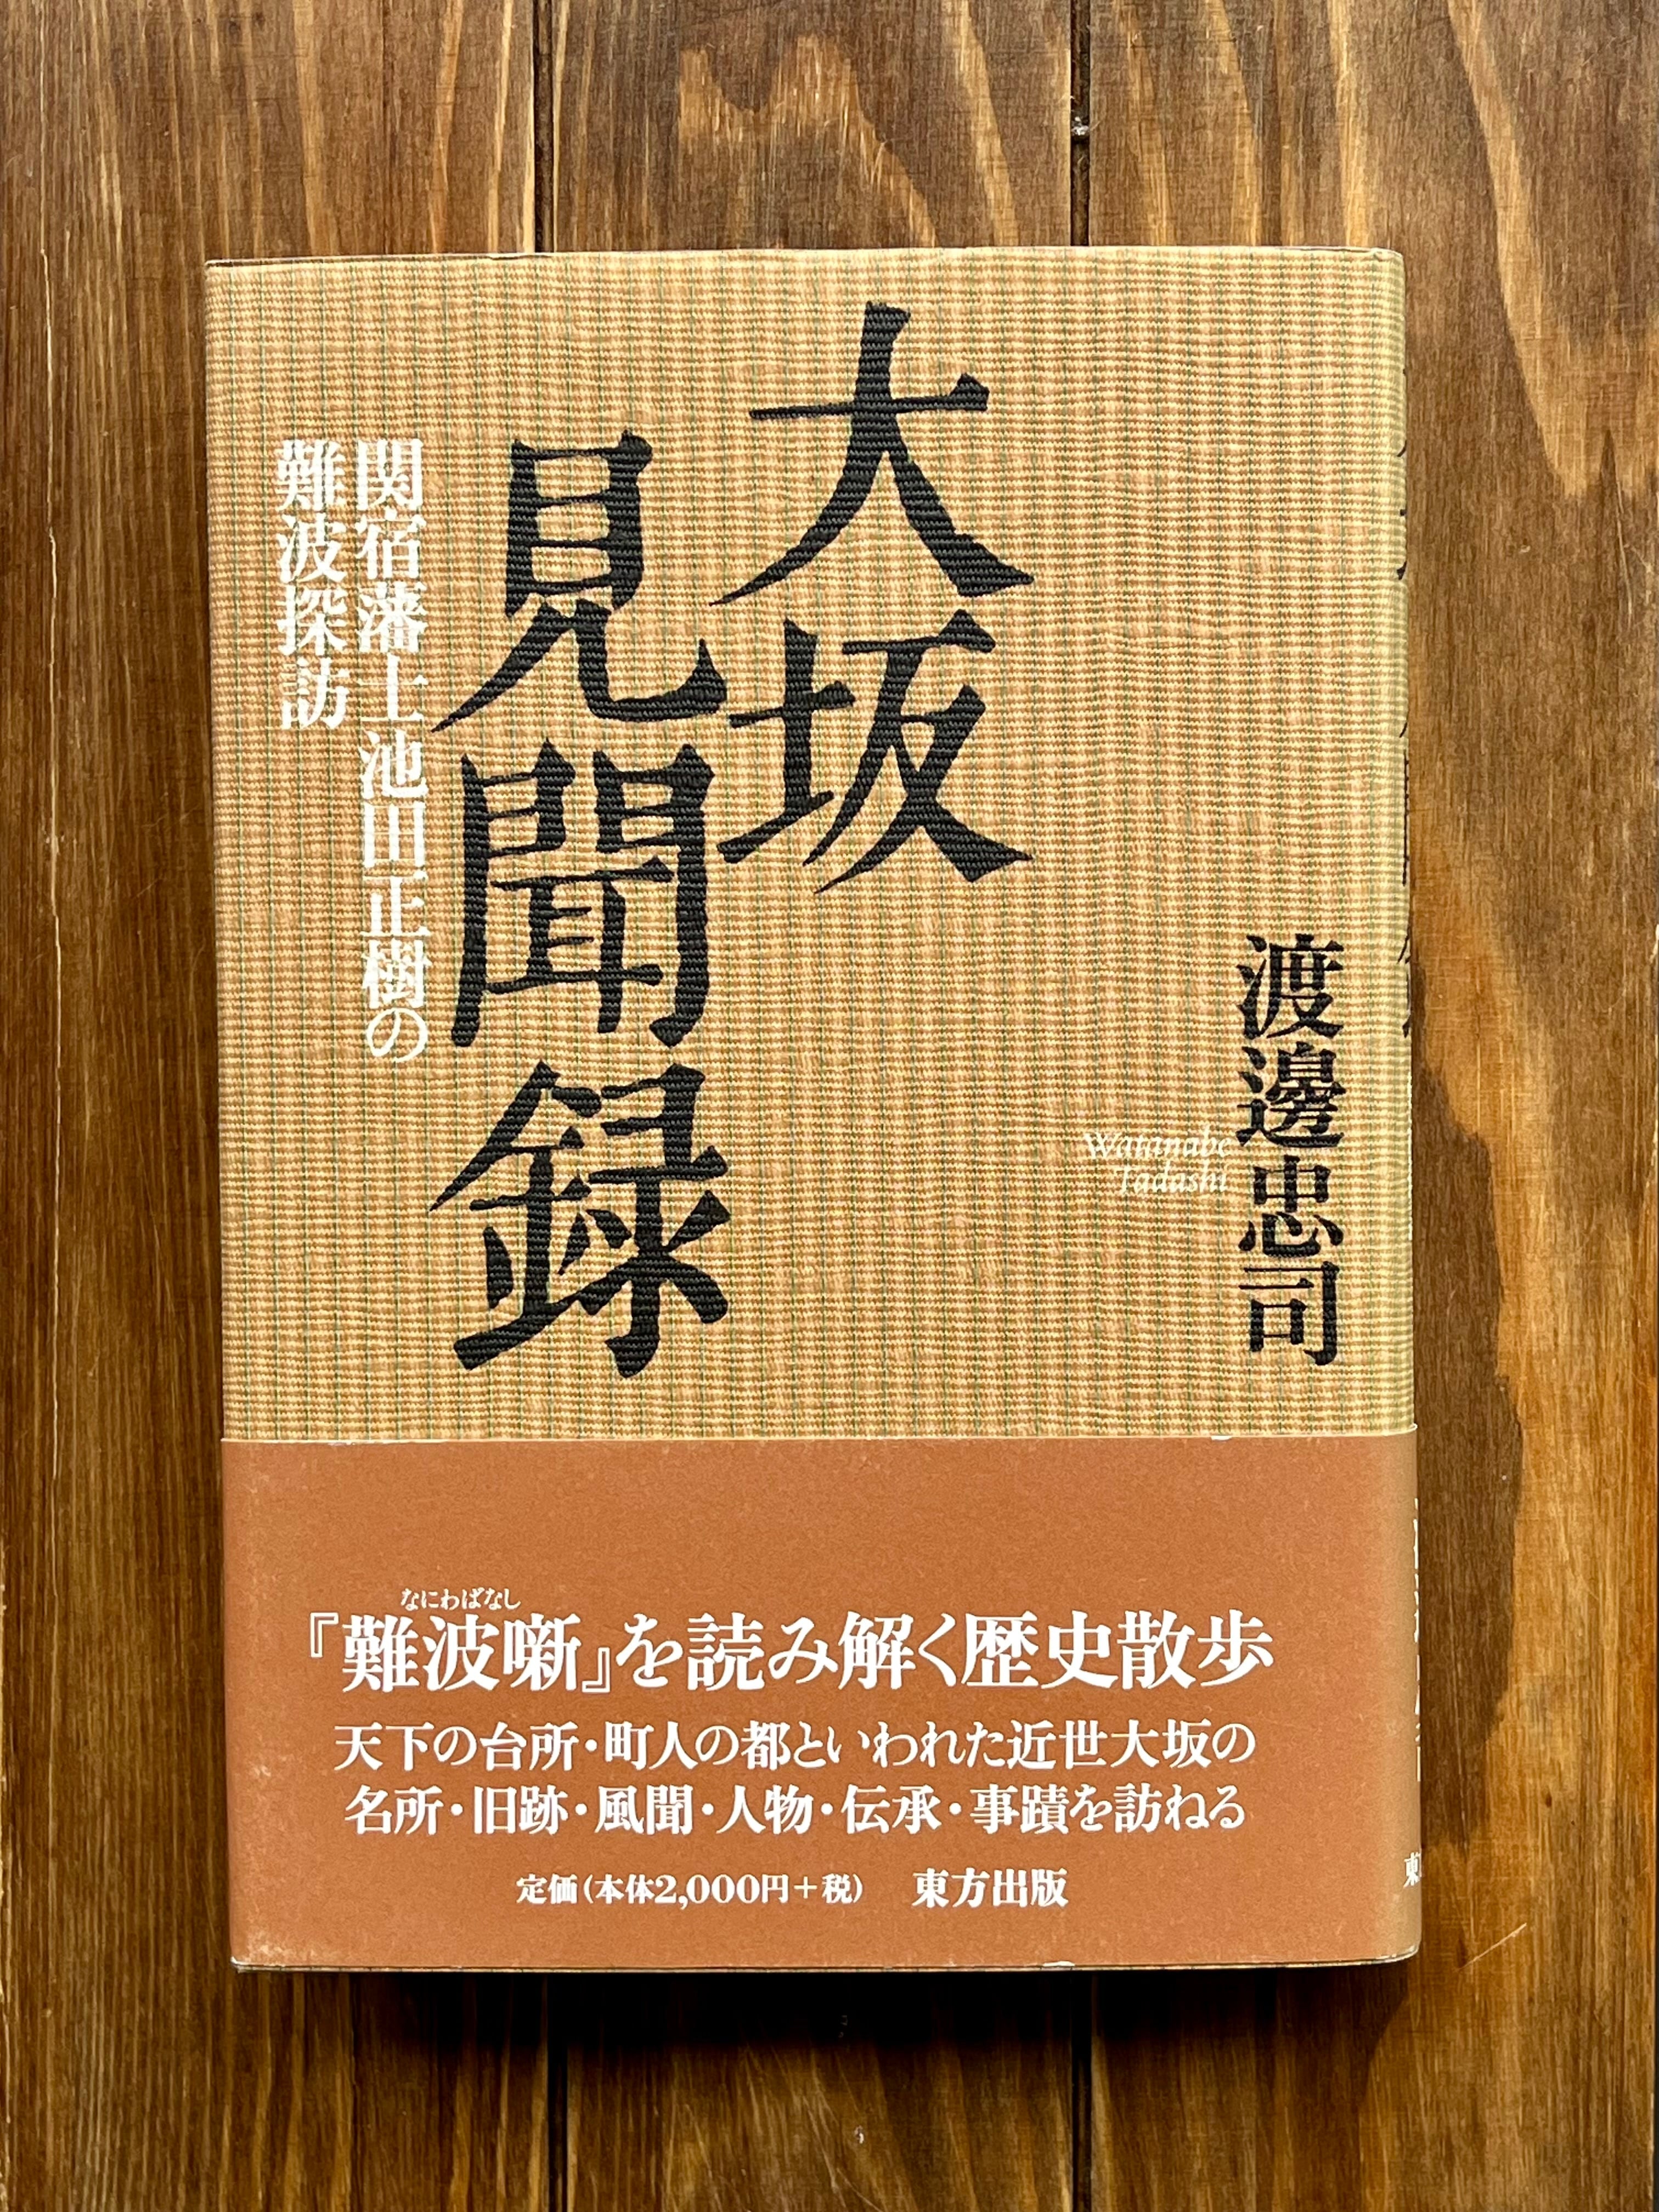 渡邊忠司
Watanabe
Tadashi
大坂
見聞録
関宿藩士池田正樹の
難波探訪
なにわばなし
『難波噺』を読み解く歴史散歩
天下の台所・町人の都といわれた近世大坂の
名所・旧跡・風聞・人物・伝承・事蹟を訪ねる
定価(本体2,000円+税) 東方出版